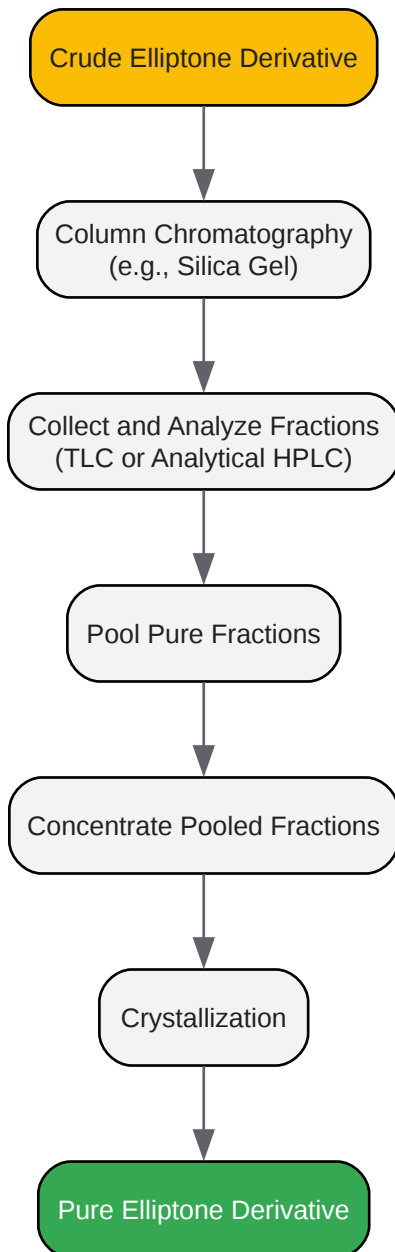 Crude Elliptone Derivative
Column Chromatography
(e.g., Silica Gel)
Collect and Analyze Fractions
(TLC or Analytical HPLC)
Pool Pure Fractions
Concentrate Pooled Fractions
Crystallization
Pure Elliptone Derivative